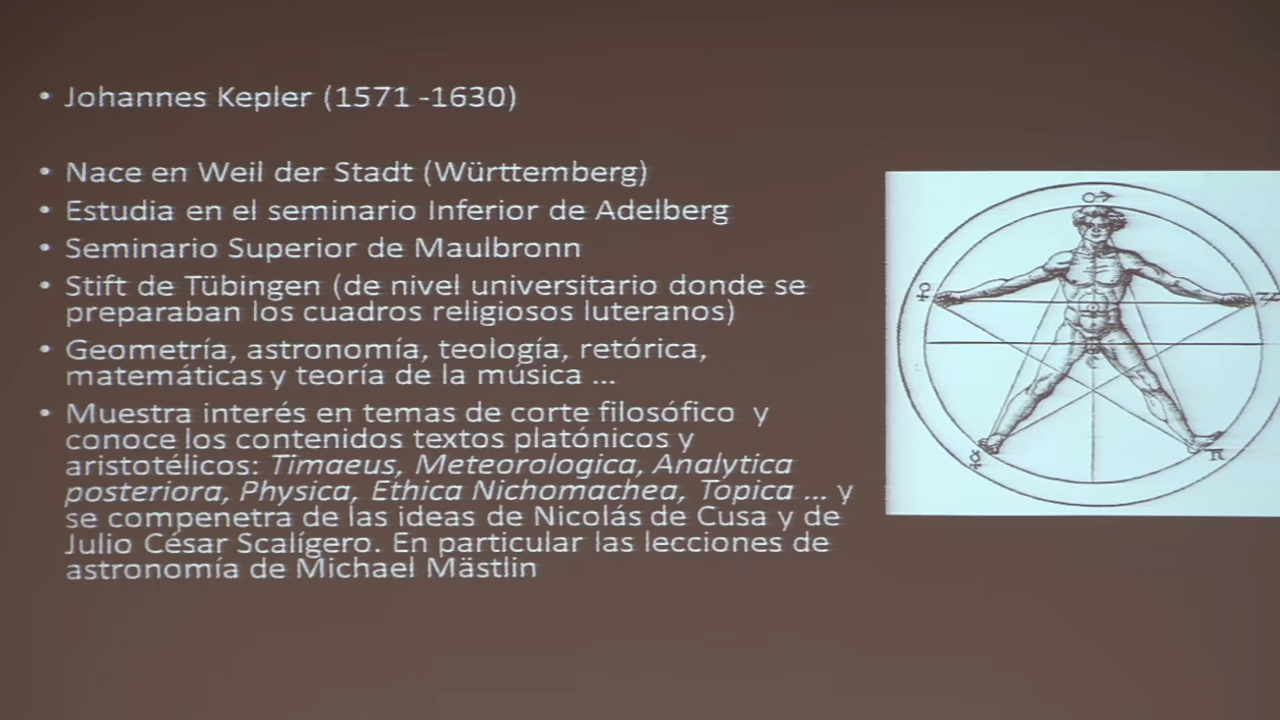 • Johannes Kepler (1571 -1630)
• Nace en Weil der Stadt (Württemberg)
• Estudia en el seminario Inferior de Adelberg
• Seminario Superior de Maulbronn
• Stift de Tübingen (de nivel universitario donde se
preparaban los cuadros religiosos luteranos)
• Geometría, astronomía, teología, retórica,
matemáticas y teoría de la música ...
• Muestra interés en temas de corte filosófico y
conoce los contenidos textos platónicos y
aristotélicos: Timaeus, Meteorologica, Analytica
posteriora, Physica, Ethica Nichomachea, Topica ... y
se compenetra de las ideas de Nicolás de Cusa y de
Julio César Scalígero. En particular las lecciones de
astronomía de Michael Mästlin